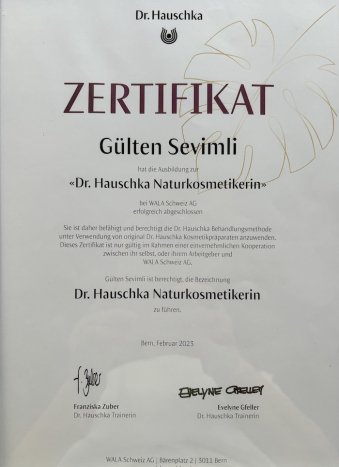 Dr. Hauschka
ZERTIFIKAT
Gülten Sevimli
hat die Ausbildung zur
«Dr. Hauschka Naturkosmetikerin»
bei WALA Schweiz AG
erfolgreich abgeschlossen
Sie ist daher befähigt und berechtigt die Dr. Hauschka Behandlungsmethode
unter Verwendung von original Dr. Hauschka Kosmetikpräparaten anzuwenden.
Dieses Zertifikat ist nur gültig im Rahmen einer einvernehmlichen Kooperation
zwischen ihr selbst, oder ihrem Arbeitgeber und
WALA Schweiz AG.
Gülten Sevimli ist berechtigt, die Bezeichnung
Dr. Hauschka Naturkosmetikerin
zu führen.
Bern, Februar 2023
F. Zuber EVELYNE GFELLER
Franziska Zuber Evelyne Gfeller
Dr. Hauschka Trainerin Dr. Hauschka Trainerin
WALA Schweiz AG | Bärenplatz 2 | 3011 Bern